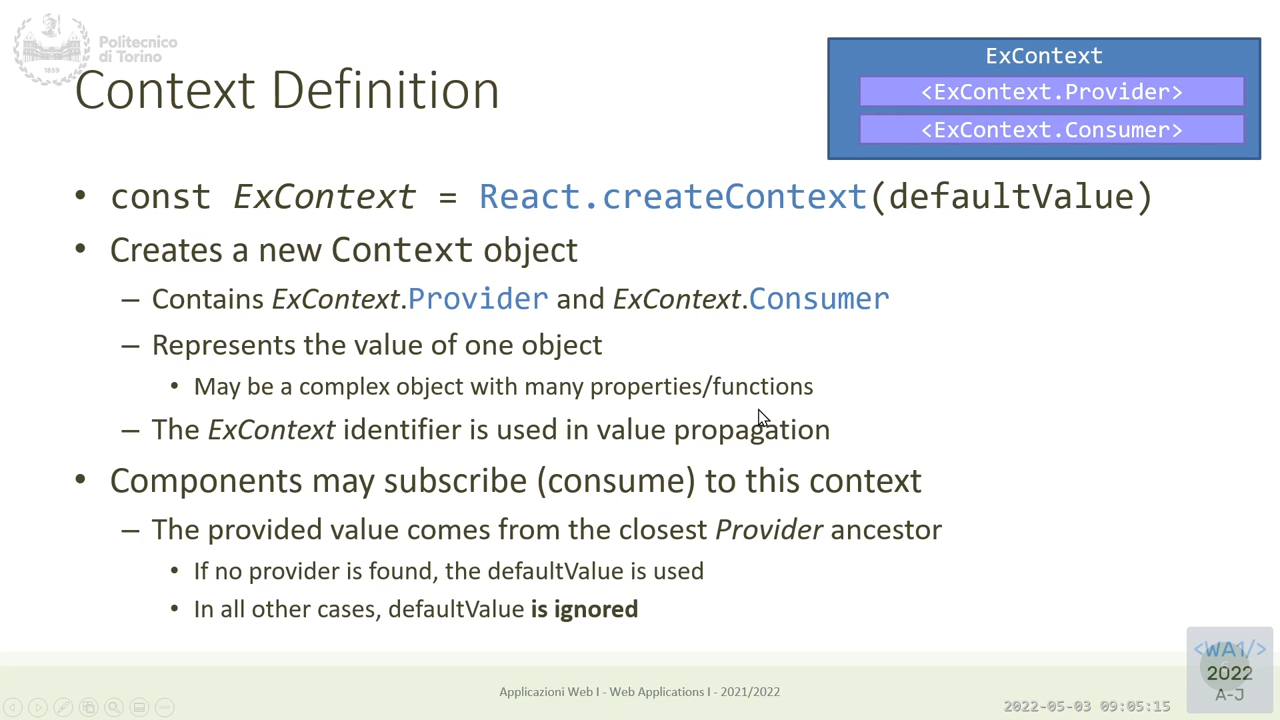 Politecnico
di Torino
1859
Context Definition
ExContext
<ExContext.Provider>
<ExContext.Consumer>
• const ExContext = React.createContext(defaultValue)
• Creates a new Context object
– Contains ExContext.Provider and ExContext.Consumer
– Represents the value of one object
• May be a complex object with many properties/functions
– The ExContext identifier is used in value propagation
• Components may subscribe (consume) to this context
– The provided value comes from the closest Provider ancestor
• If no provider is found, the defaultValue is used
• In all other cases, defaultValue is ignored
Applicazioni Web I - Web Applications I - 2021/2022
2022-05-03 09:05:15
<WA1/>
2022
A-J